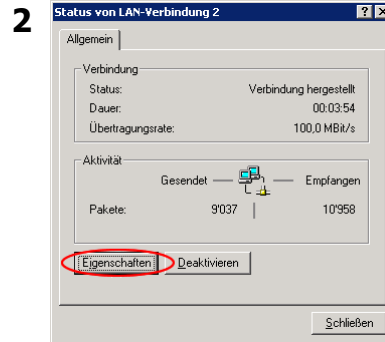 2
Status von LAN-Verbindung 2
Allgemein
Verbindung
Status: Verbindung hergestellt
Dauer: 00:03:54
Übertragungsrate: 100,0 MBit/s
Aktivität
Gesendet Empfangen
Pakete: 9'037 10'958
Eigenschaften Deaktivieren
Schließen